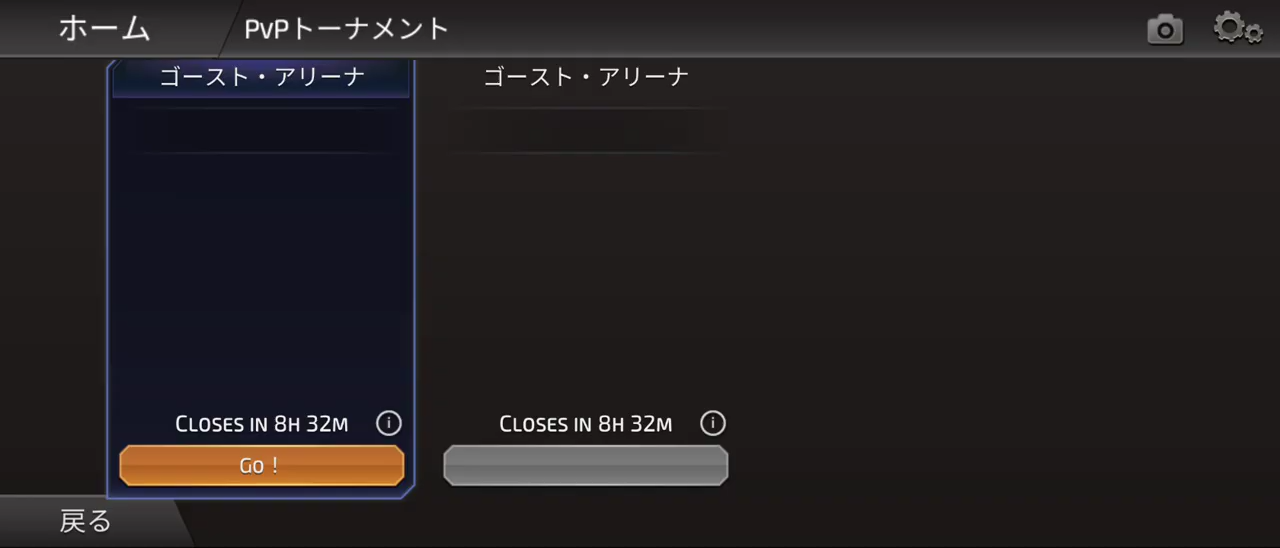 ホーム
PvPトーナメント
ゴースト・アリーナ
ゴースト・アリーナ
CLOSES IN 8H 32M
CLOSES IN 8H 32M
Go！
戻る